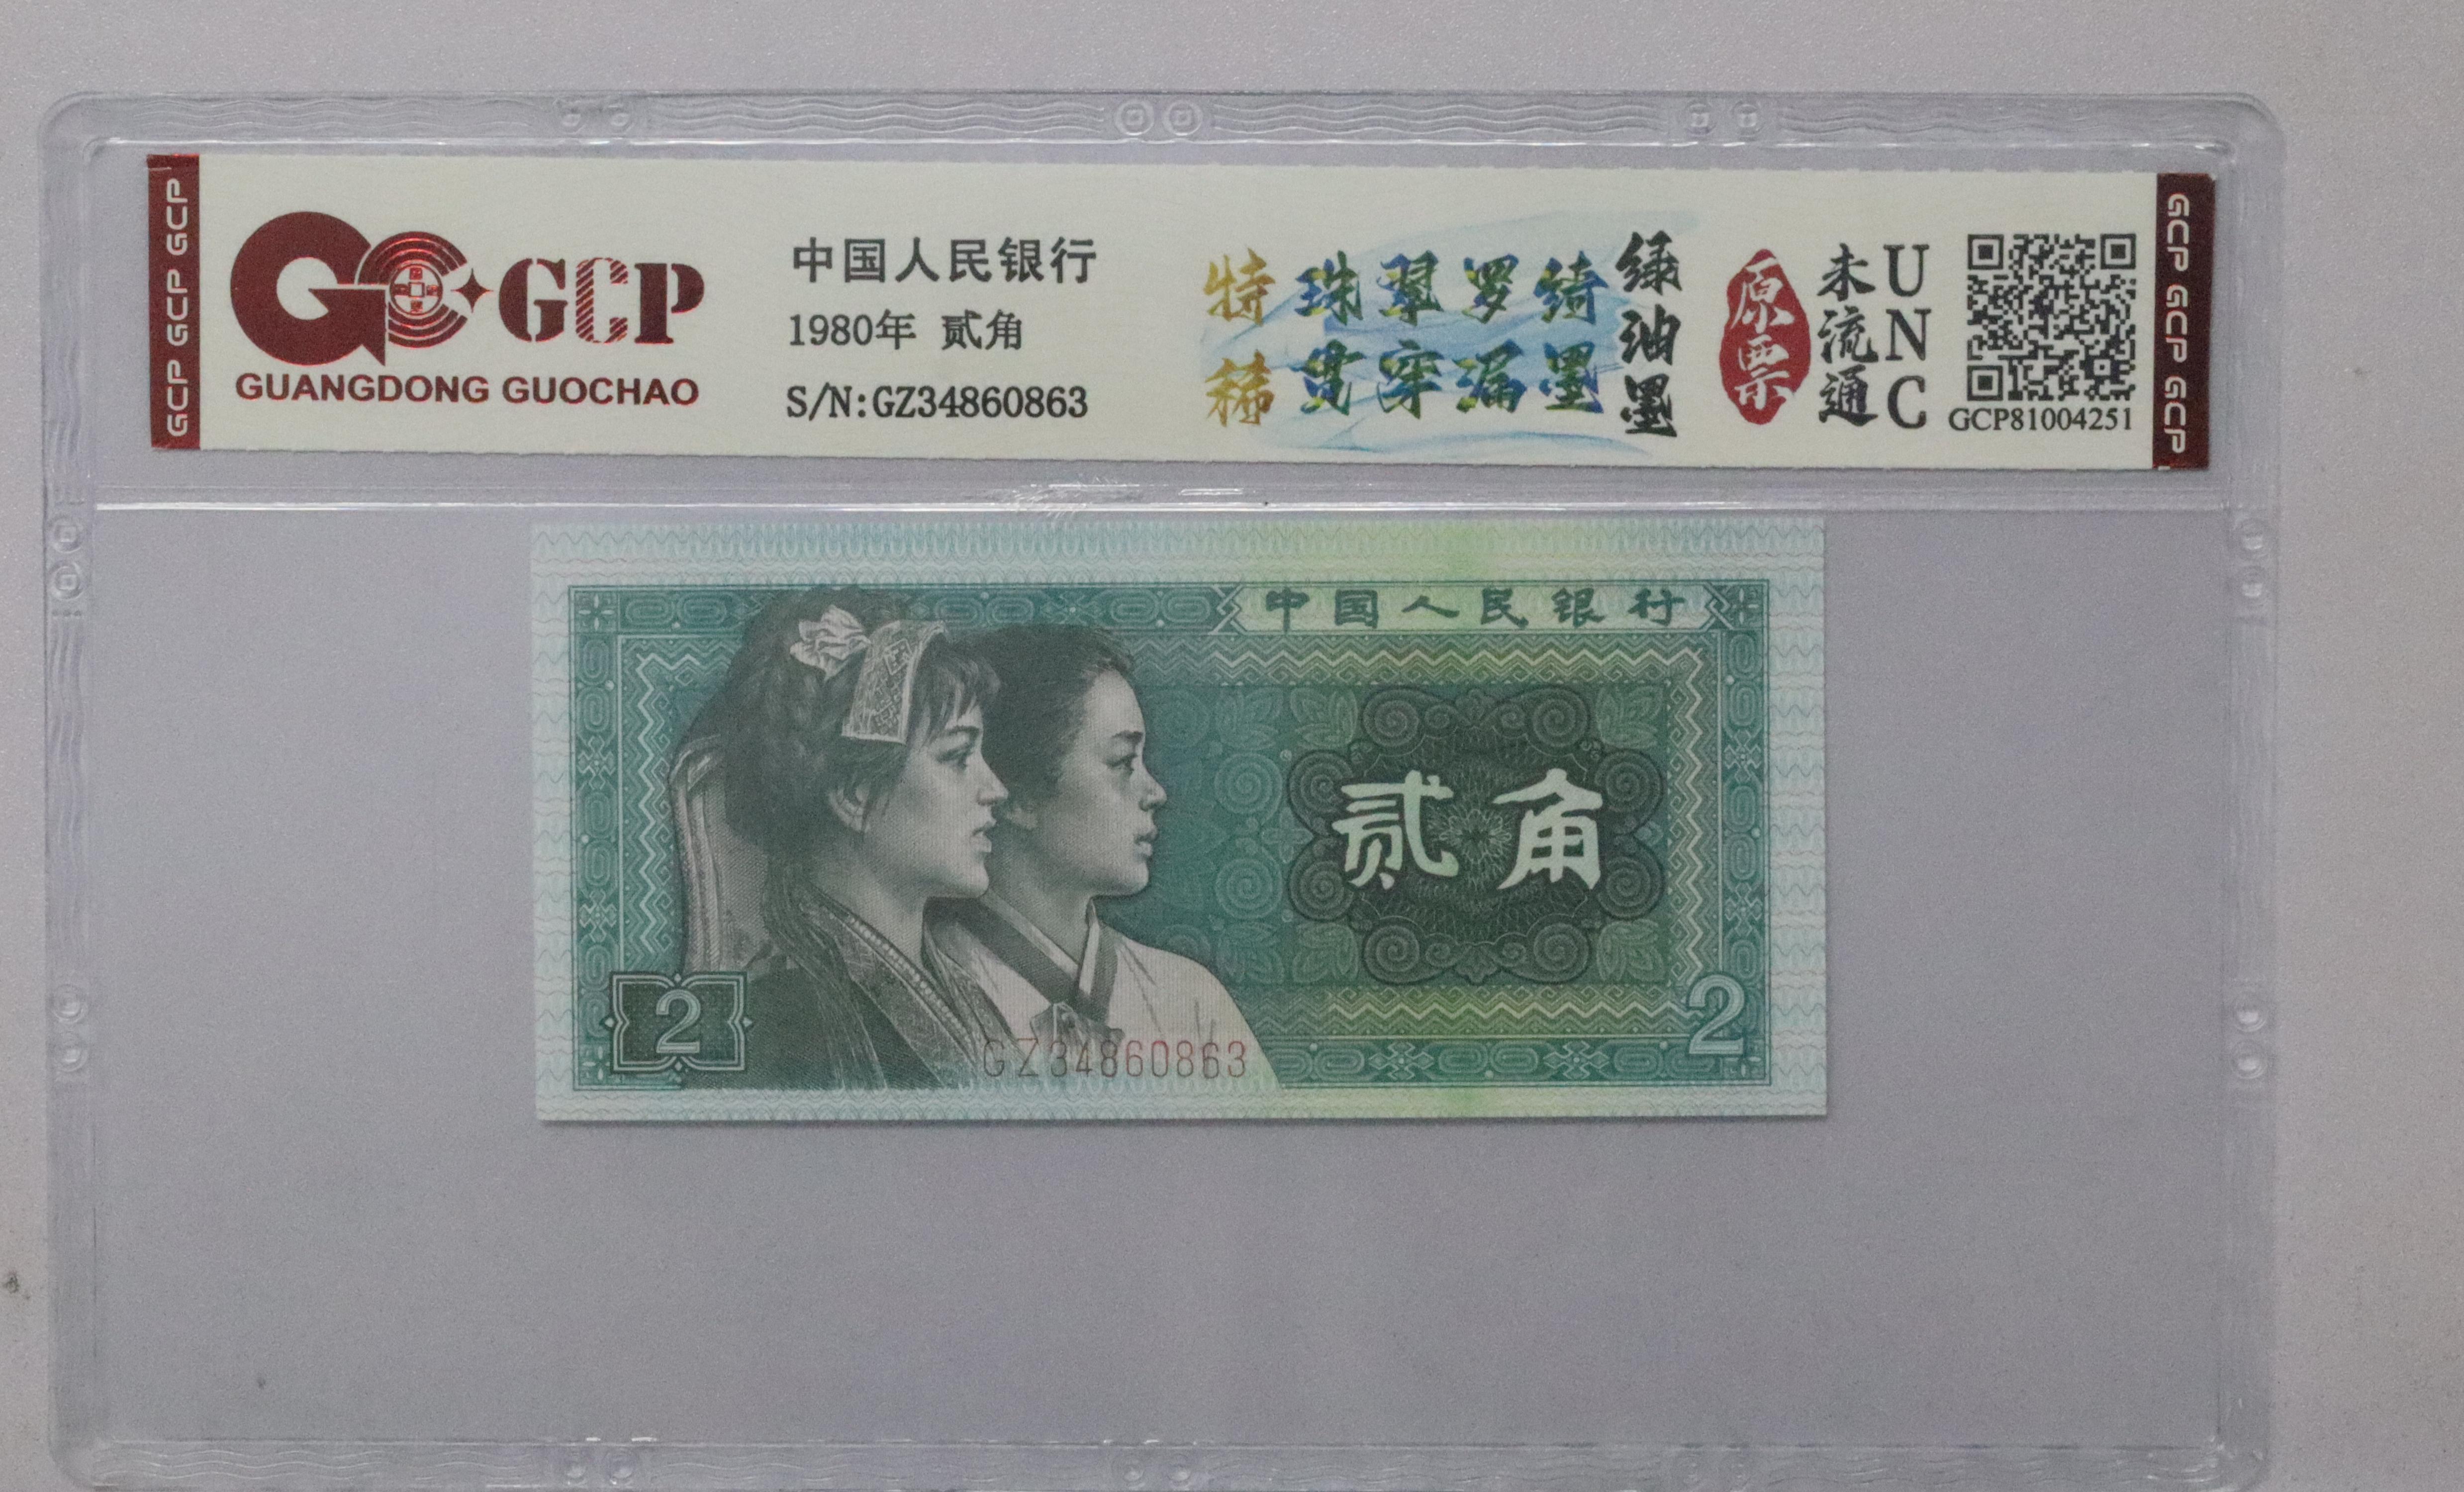 GCP GCP GCP
GCP
GUANGDONG GUOCHAO
中国人民银行
1980年 贰角
S/N:GZ34860863
特稀
珠翠罗绮
贯穿漏墨
绿油墨
原票
未流通
UNC
GCP81004251
GCP GCP GCP
中国人民银行
贰角
2
2
GZ34860863